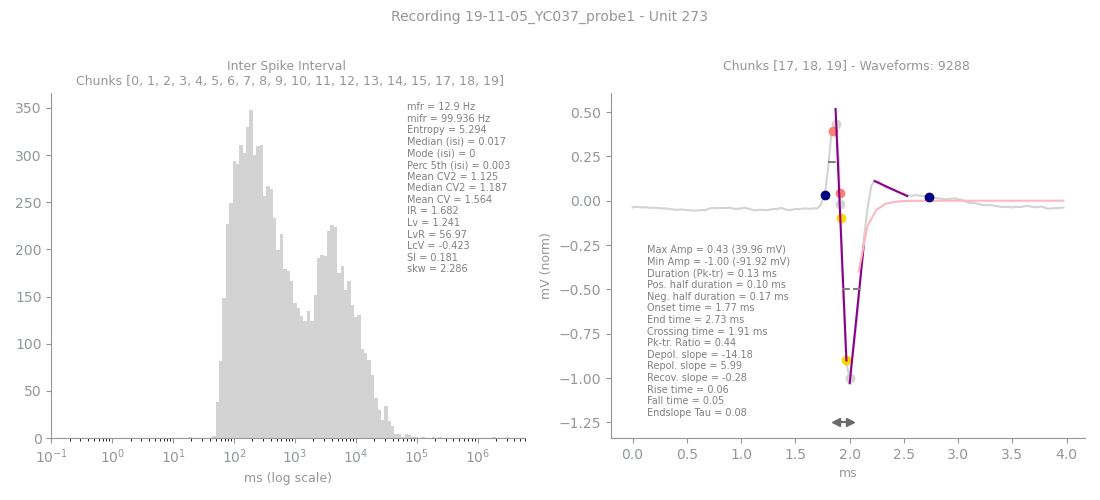 Recording 19-11-05_YC037_probe1 - Unit 273
Inter Spike Interval
Chunks [0, 1, 2, 3, 4, 5, 6, 7, 8, 9, 10, 11, 12, 13, 14, 15, 17, 18, 19]
350
300
250
200
150
100
50
0
mfr = 12.9 Hz
mifr = 99.936 Hz
Entropy = 5.294
Median (isi) = 0.017
Mode (isi) = 0
Perc 5th (isi) = 0.003
Mean CV2 = 1.125
Median CV2 = 1.187
Mean CV = 1.564
IR = 1.682
Lv = 1.241
LvR = 56.97
LcV = -0.423
SI = 0.181
skw = 2.286
10⁻¹ 10⁰ 10¹ 10² 10³ 10⁴ 10⁵ 10⁶
ms (log scale)
Chunks [17, 18, 19] - Waveforms: 9288
mV (norm)
0.50
0.25
0.00
−0.25
−0.50
−0.75
−1.00
−1.25
Max Amp = 0.43 (39.96 mV)
Min Amp = -1.00 (-91.92 mV)
Duration (Pk-tr) = 0.13 ms
Pos. half duration = 0.10 ms
Neg. half duration = 0.17 ms
Onset time = 1.77 ms
End time = 2.73 ms
Crossing time = 1.91 ms
Pk-tr. Ratio = 0.44
Depol. slope = -14.18
Repol. slope = 5.99
Recov. slope = -0.28
Rise time = 0.06
Fall time = 0.05
Endslope Tau = 0.08
0.0 0.5 1.0 1.5 2.0 2.5 3.0 3.5 4.0
ms